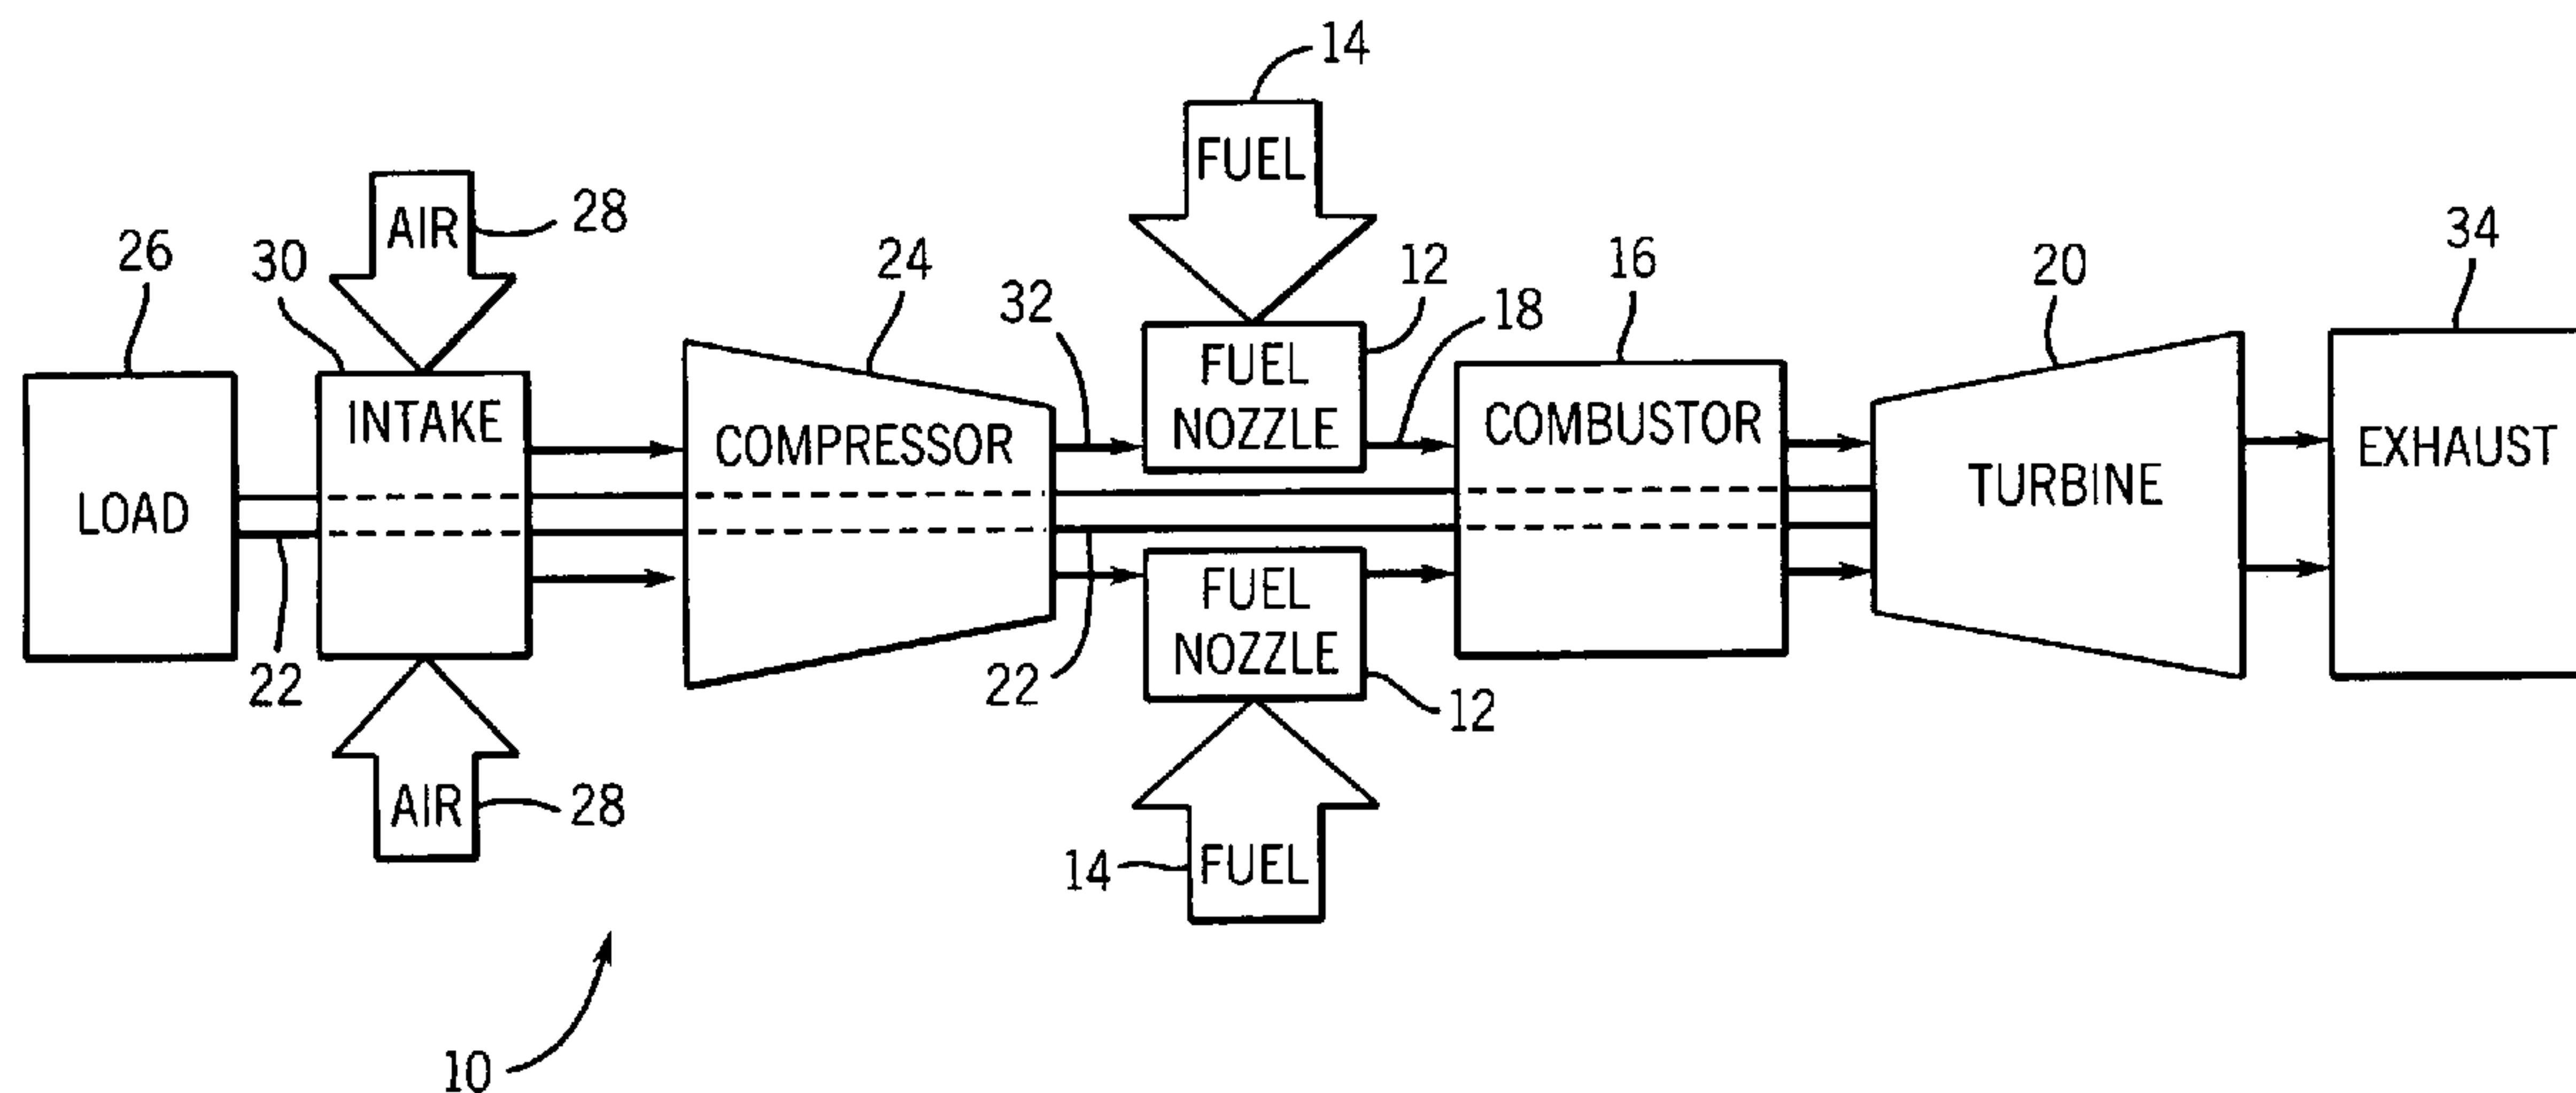 14
FUEL
AIR
28
26
30
24
32
12
18
16
20
34
LOAD
INTAKE
COMPRESSOR
FUEL
NOZZLE
COMBUSTOR
TURBINE
EXHAUST
22
22
FUEL
NOZZLE
12
AIR
28
14
FUEL
10